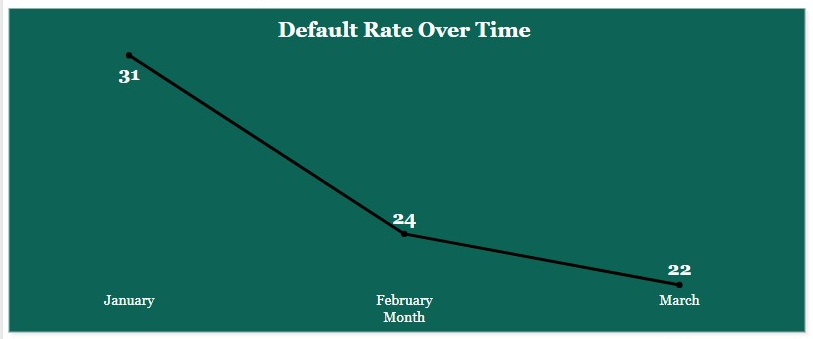 Default Rate Over Time
31
24
22
January
February
March
Month